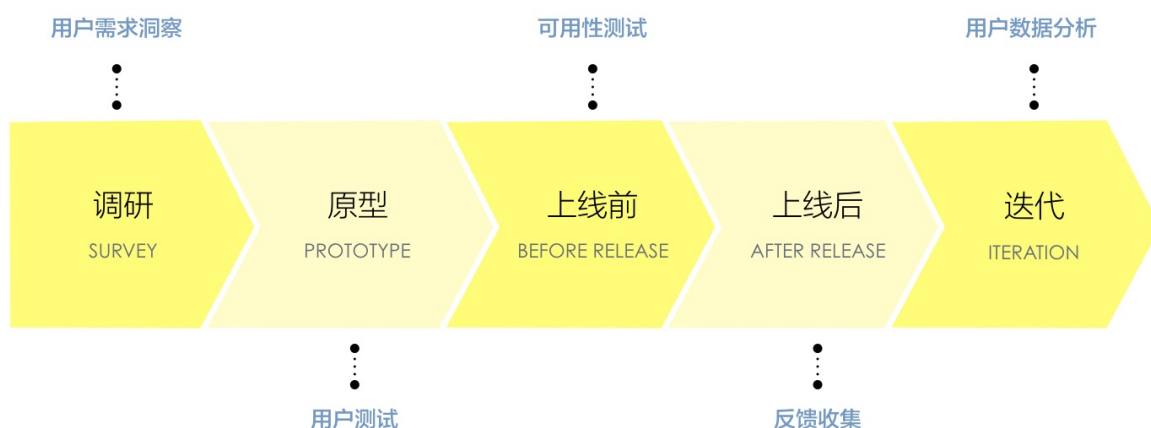 用户需求洞察
可用性测试
用户数据分析
调研
原型
上线前
上线后
迭代
SURVEY
PROTOTYPE
BEFORE RELEASE
AFTER RELEASE
ITERATION
用户测试
反馈收集